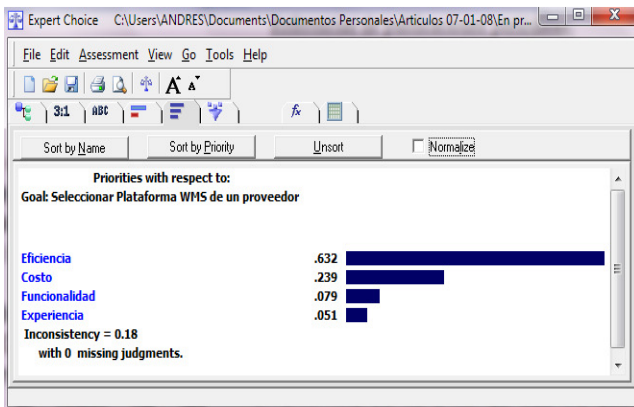 Expert Choice C:\Users\ANDRES\Documents\Documentos Personales\Articulos 07-01-08\En pr...
File Edit Assessment View Go Tools Help
A A
3:1 ABC fx
Sort by Name Sort by Priority Unsort Normalize
Priorities with respect to:
Goal: Seleccionar Plataforma WMS de un proveedor
Eficiencia .632
Costo .239
Funcionalidad .079
Experiencia .051
Inconsistency = 0.18
with 0 missing judgments.